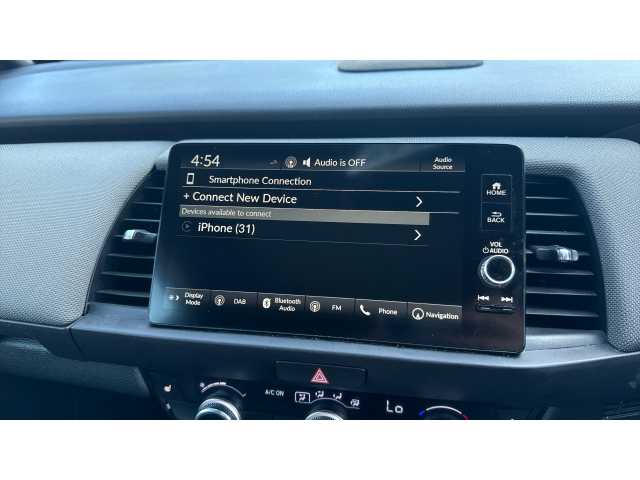 4:54
Audio is OFF
Audio Source
Smartphone Connection
+ Connect New Device
Devices available to connect
iPhone (31)
HOME
BACK
VOL
AUDIO
Display Mode
DAB
Bluetooth Audio
FM
Phone
Navigation
A/C ON
Lo